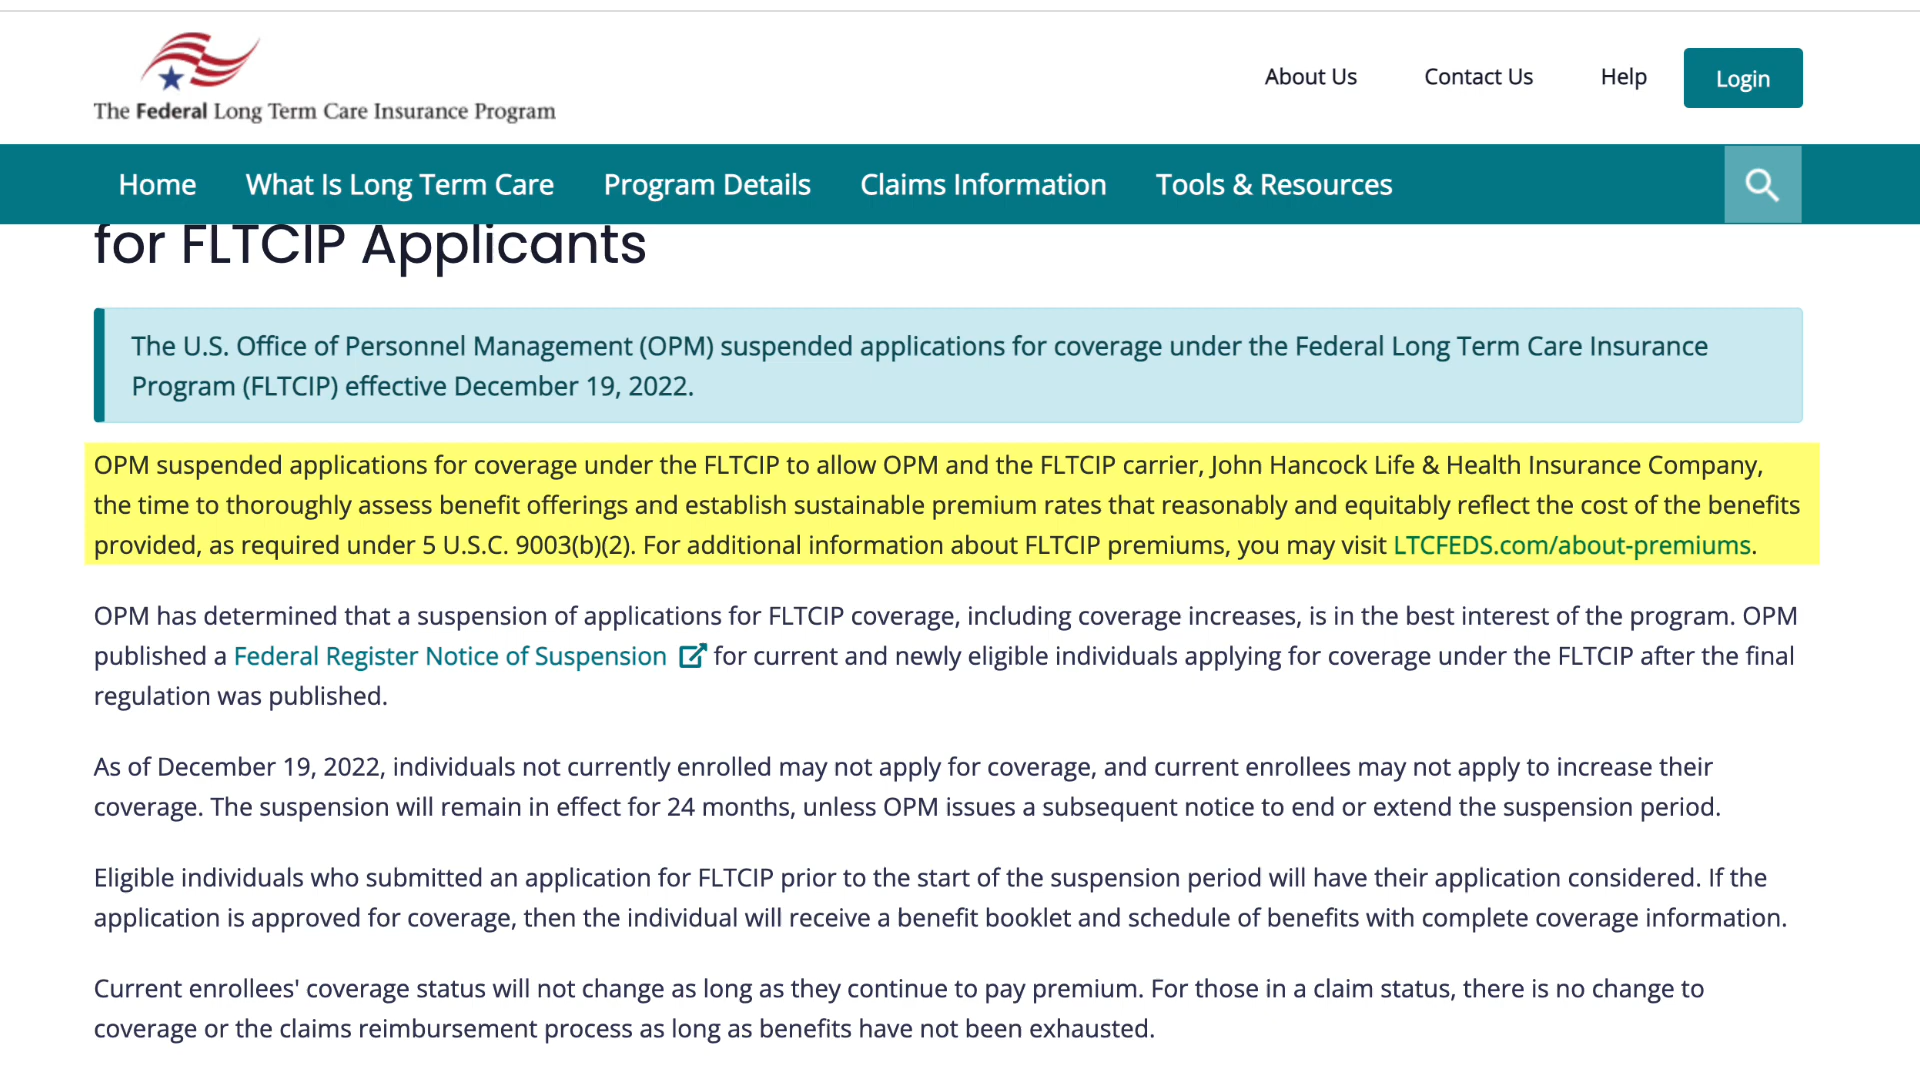 The Federal Long Term Care Insurance Program
About Us
Contact Us
Help
Login
Home
What Is Long Term Care
Program Details
Claims Information
Tools & Resources
for FLTCIP Applicants
The U.S. Office of Personnel Management (OPM) suspended applications for coverage under the Federal Long Term Care Insurance
Program (FLTCIP) effective December 19, 2022.
OPM suspended applications for coverage under the FLTCIP to allow OPM and the FLTCIP carrier, John Hancock Life & Health Insurance Company,
the time to thoroughly assess benefit offerings and establish sustainable premium rates that reasonably and equitably reflect the cost of the benefits
provided, as required under 5 U.S.C. 9003(b)(2). For additional information about FLTCIP premiums, you may visit LTCFEDS.com/about-premiums.
OPM has determined that a suspension of applications for FLTCIP coverage, including coverage increases, is in the best interest of the program. OPM
published a Federal Register Notice of Suspension for current and newly eligible individuals applying for coverage under the FLTCIP after the final
regulation was published.
As of December 19, 2022, individuals not currently enrolled may not apply for coverage, and current enrollees may not apply to increase their
coverage. The suspension will remain in effect for 24 months, unless OPM issues a subsequent notice to end or extend the suspension period.
Eligible individuals who submitted an application for FLTCIP prior to the start of the suspension period will have their application considered. If the
application is approved for coverage, then the individual will receive a benefit booklet and schedule of benefits with complete coverage information.
Current enrollees' coverage status will not change as long as they continue to pay premium. For those in a claim status, there is no change to
coverage or the claims reimbursement process as long as benefits have not been exhausted.